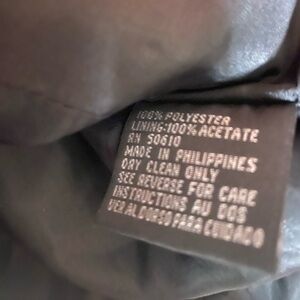 100% POLYESTER
LINING-100% ACETATE
RN 50610
MADE IN PHILIPPINES
DRY CLEAN ONLY
SEE REVERSE FOR CARE
INSTRUCTIONS AU DOS
VER AL DORSO PARA CUIDADO